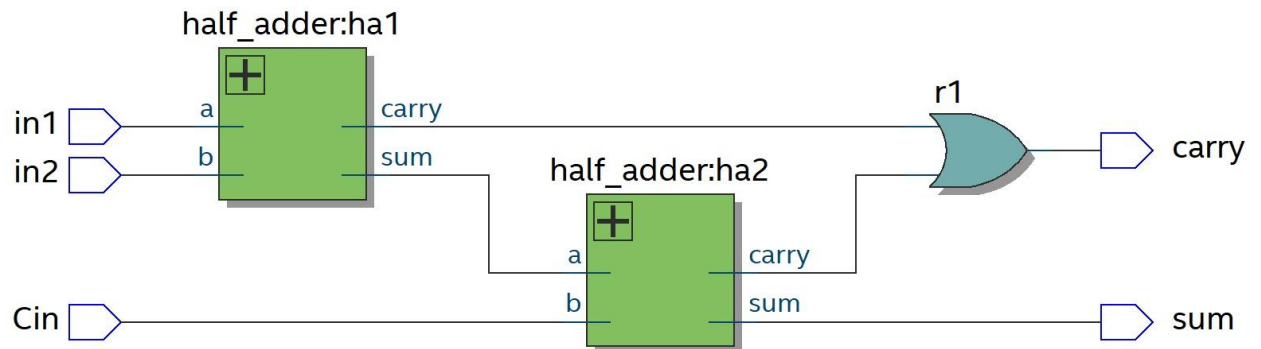 half_adder:ha1
r1
in1
a
carry
carry
in2
b
sum
half_adder:ha2
a
carry
b
sum
Cin
sum